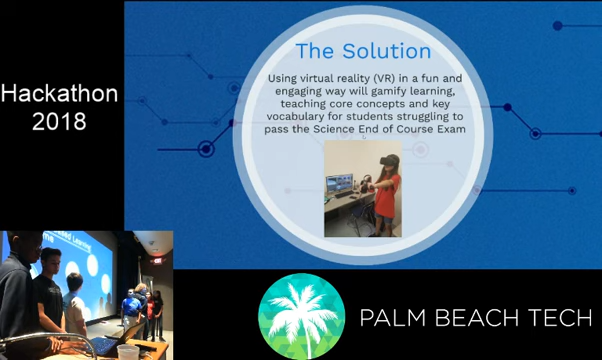 Hackathon
2018
The Solution
Using virtual reality (VR) in a fun and
engaging way will gamify learning,
teaching core concepts and key
vocabulary for students struggling to
pass the Science End of Course Exam
Learning
PALM BEACH TECH